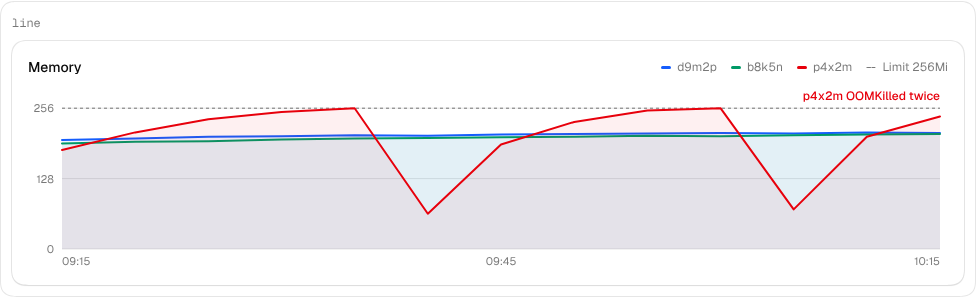 line
Memory
d9m2p b8k5n p4x2m Limit 256Mi
p4x2m OOMKilled twice
256
128
0
09:15 09:45 10:15